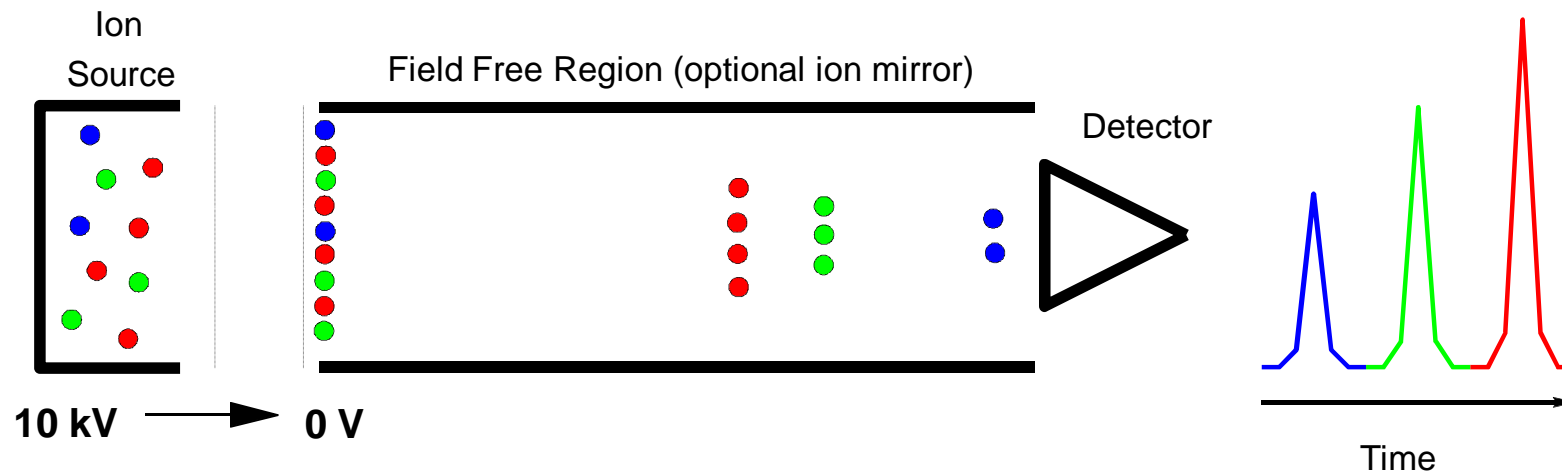 Ion
Source
Field Free Region (optional ion mirror)
Detector
10 kV
0 V
Time